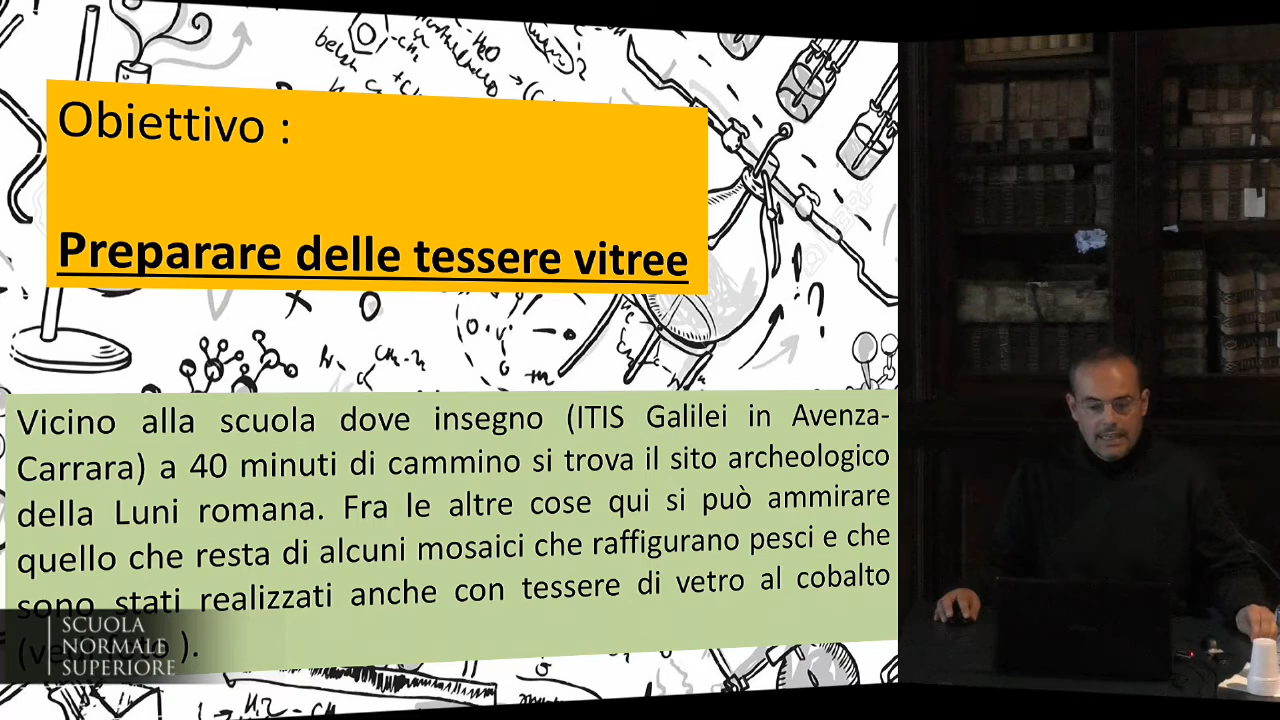 Obiettivo :
Preparare delle tessere vitree
Vicino alla scuola dove insegno (ITIS Galilei in Avenza-
Carrara) a 40 minuti di cammino si trova il sito archeologico
della Luni romana. Fra le altre cose qui si può ammirare
quello che resta di alcuni mosaici che raffigurano pesci e che
sono stati realizzati anche con tessere di vetro al cobalto
SCUOLA
NORMALE
SUPERIORE